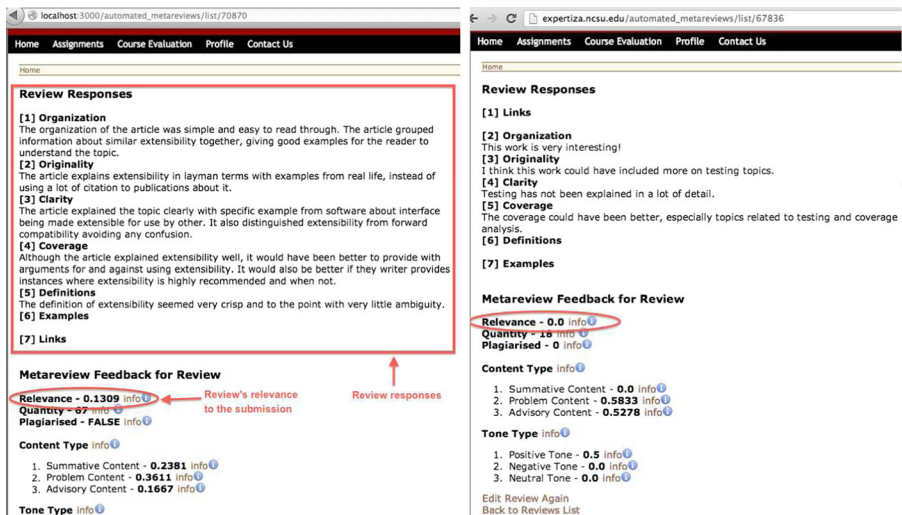 localhost:3000/automated_metareviews/list/70870
Home Assignments Course Evaluation Profile Contact Us
Home
Review Responses
[1] Organization
The organization of the article was simple and easy to read through. The article grouped
information about similar extensibility together, giving good examples for the reader to
understand the topic.
[2] Originality
The article explains extensibility in layman terms with examples from real life, instead of
using a lot of citation to publications about it.
[3] Clarity
The article explained the topic clearly with specific example from software about interface
being made extensible for use by other. It also distinguished extensibility from forward
compatibility avoiding any confusion.
[4] Coverage
Although the article explained extensibility well, it would have been better to provide with
arguments for and against using extensibility. It would also be better if they writer provides
instances where extensibility is highly recommended and when not.
[5] Definitions
The definition of extensibility seemed very crisp and to the point with very little ambiguity.
[6] Examples
[7] Links
Metareview Feedback for Review
Relevance - 0.1309 info
Quantity - 67 info
Plagiarised - FALSE info
Review's relevance
to the submission
Review responses
Content Type info
1. Summative Content - 0.2381 info
2. Problem Content - 0.3611 info
3. Advisory Content - 0.1667 info
Tone Type info
expertiza.ncsu.edu/automated_metareviews/list/67836
Home Assignments Course Evaluation Profile Contact Us
Home
Review Responses
[1] Links
[2] Organization
This work is very interesting!
[3] Originality
I think this work could have included more on testing topics.
[4] Clarity
Testing has not been explained in a lot of detail.
[5] Coverage
The coverage could have been better, especially topics related to testing and coverage
analysis.
[6] Definitions
[7] Examples
Metareview Feedback for Review
Relevance - 0.0 info
Quantity - 18 info
Plagiarised - 0 info
Content Type info
1. Summative Content - 0.0 info
2. Problem Content - 0.5833 info
3. Advisory Content - 0.5278 info
Tone Type info
1. Positive Tone - 0.5 info
2. Negative Tone - 0.0 info
3. Neutral Tone - 0.0 info
Edit Review Again
Back to Reviews List